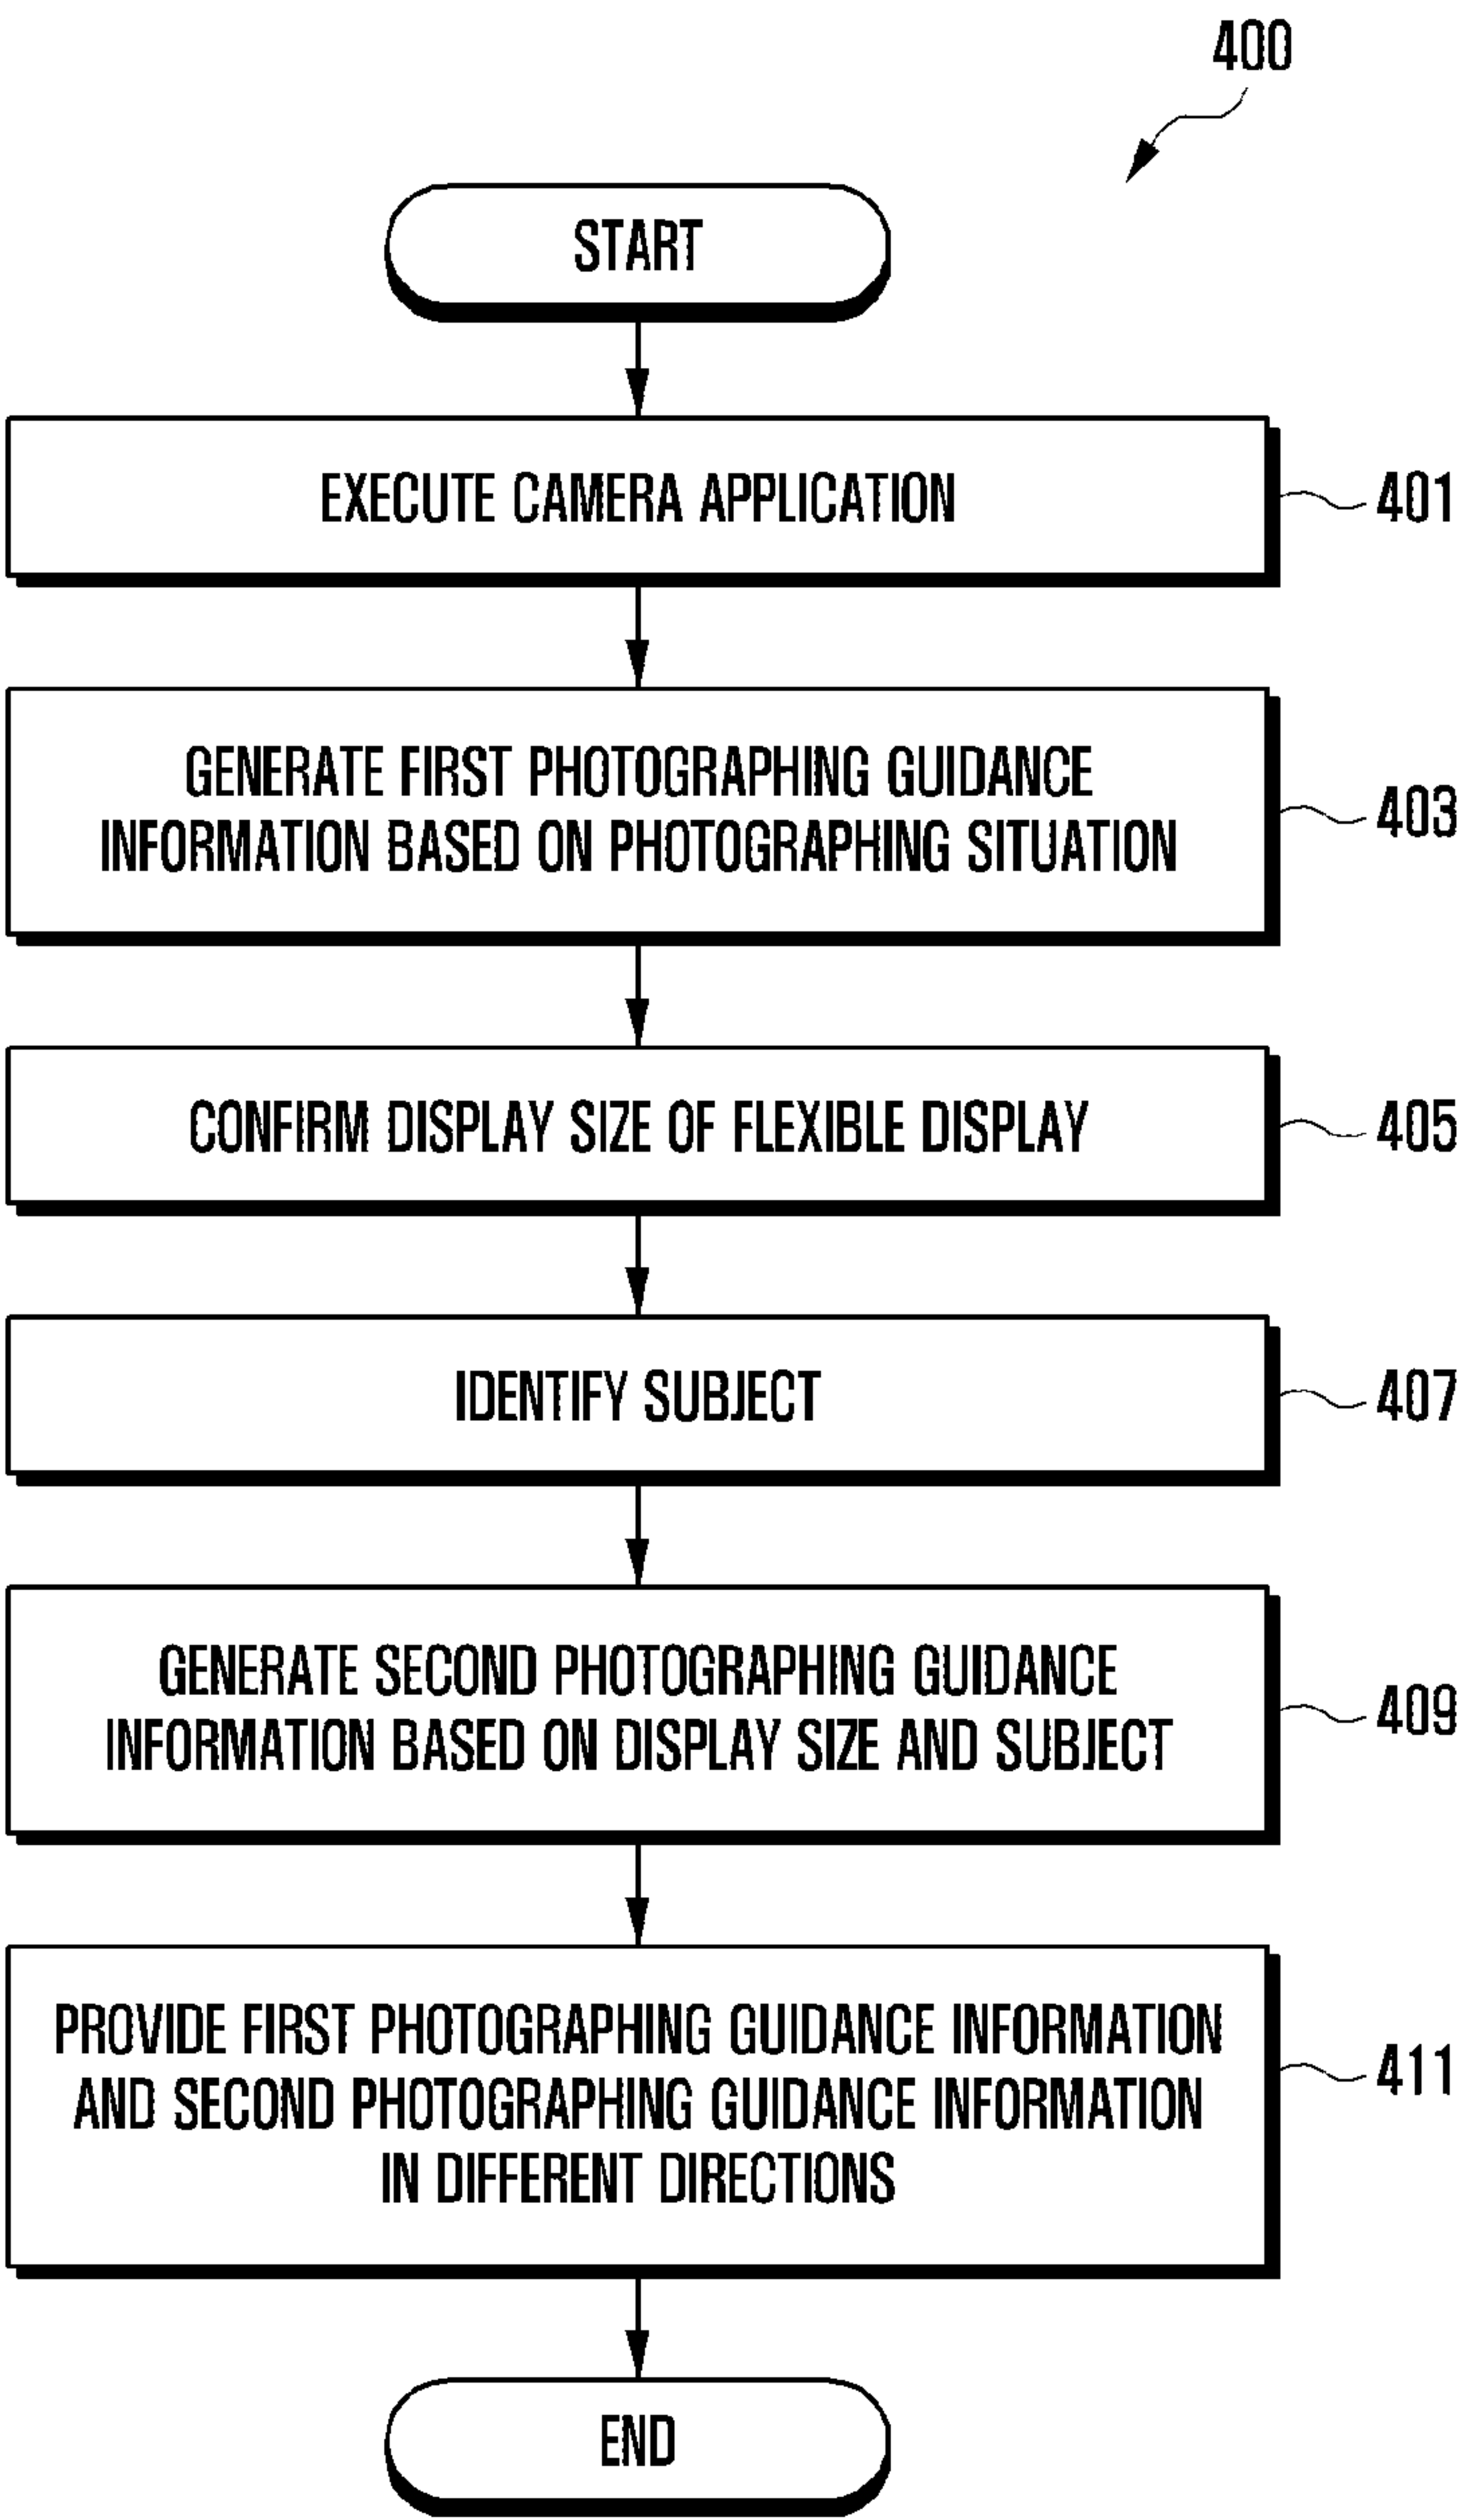 400
START
EXECUTE CAMERA APPLICATION
401
GENERATE FIRST PHOTOGRAPHING GUIDANCE
INFORMATION BASED ON PHOTOGRAPHING SITUATION
403
CONFIRM DISPLAY SIZE OF FLEXIBLE DISPLAY
405
IDENTIFY SUBJECT
407
GENERATE SECOND PHOTOGRAPHING GUIDANCE
INFORMATION BASED ON DISPLAY SIZE AND SUBJECT
409
PROVIDE FIRST PHOTOGRAPHING GUIDANCE INFORMATION
AND SECOND PHOTOGRAPHING GUIDANCE INFORMATION
IN DIFFERENT DIRECTIONS
411
END